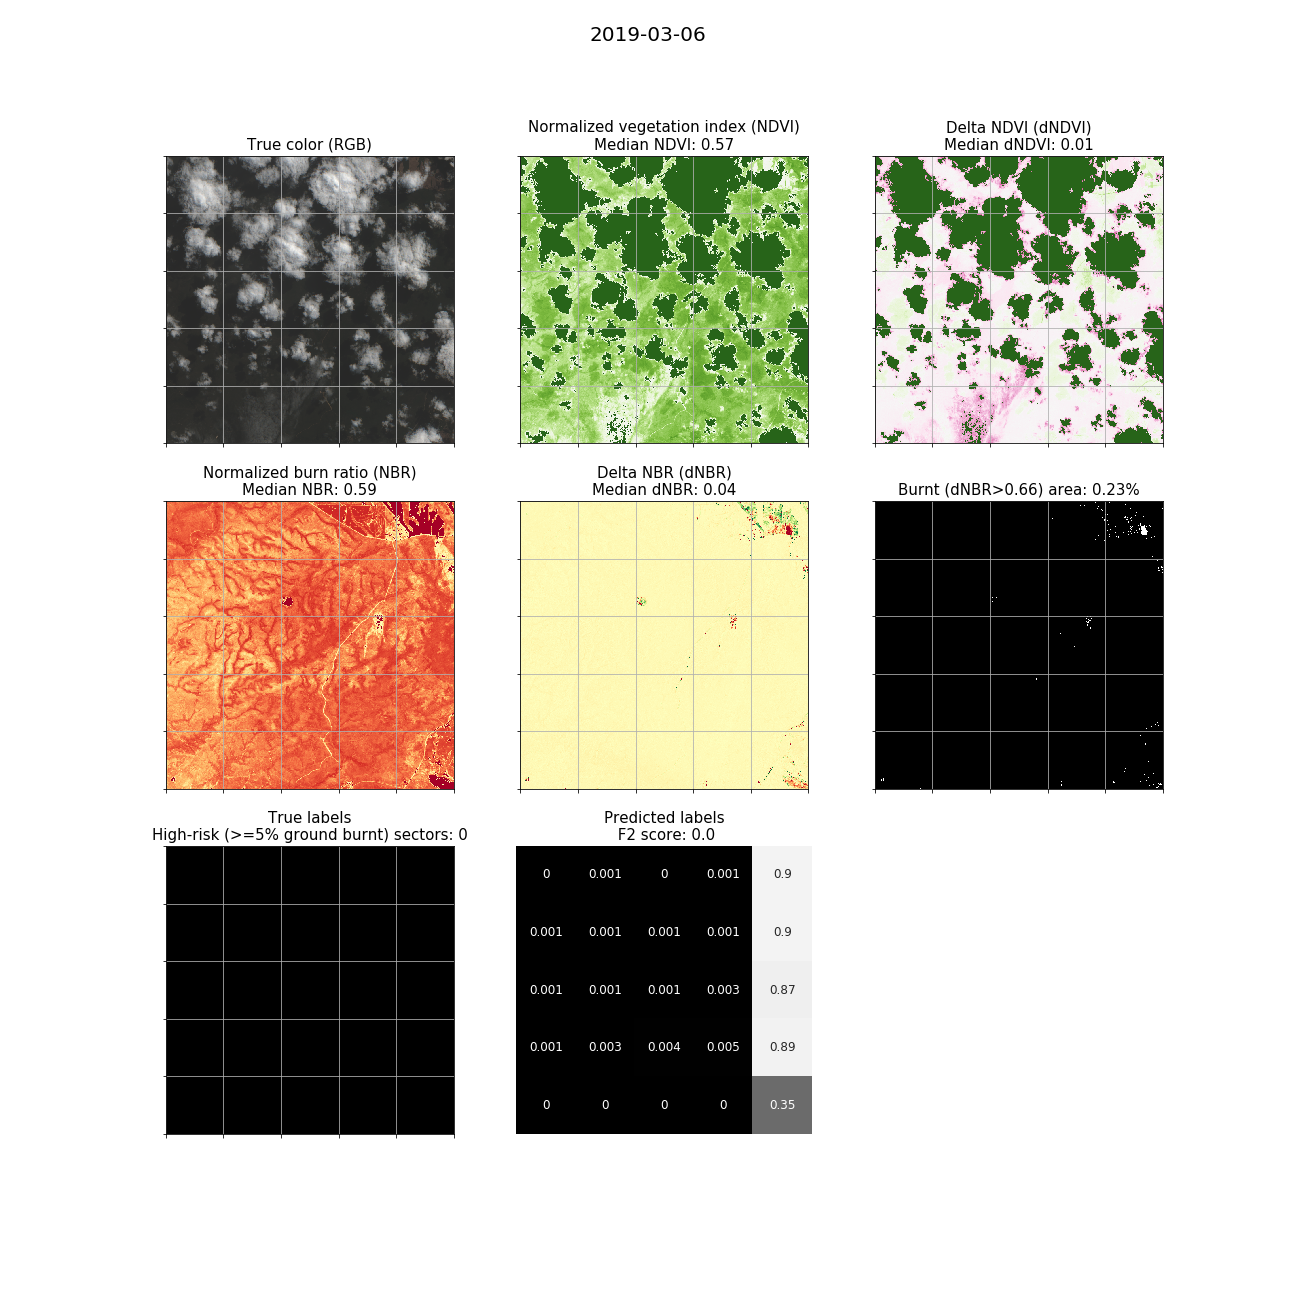 2019-03-06
True color (RGB)
Normalized vegetation index (NDVI)
Median NDVI: 0.57
Delta NDVI (dNDVI)
Median dNDVI: 0.01
Normalized burn ratio (NBR)
Median NBR: 0.59
Delta NBR (dNBR)
Median dNBR: 0.04
Burnt (dNBR>0.66) area: 0.23%
True labels
High-risk (>=5% ground burnt) sectors: 0
Predicted labels
F2 score: 0.0
0 0.001 0 0.001 0.9
0.001 0.001 0.001 0.001 0.9
0.001 0.001 0.001 0.003 0.87
0.001 0.003 0.004 0.005 0.89
0 0 0 0 0.35